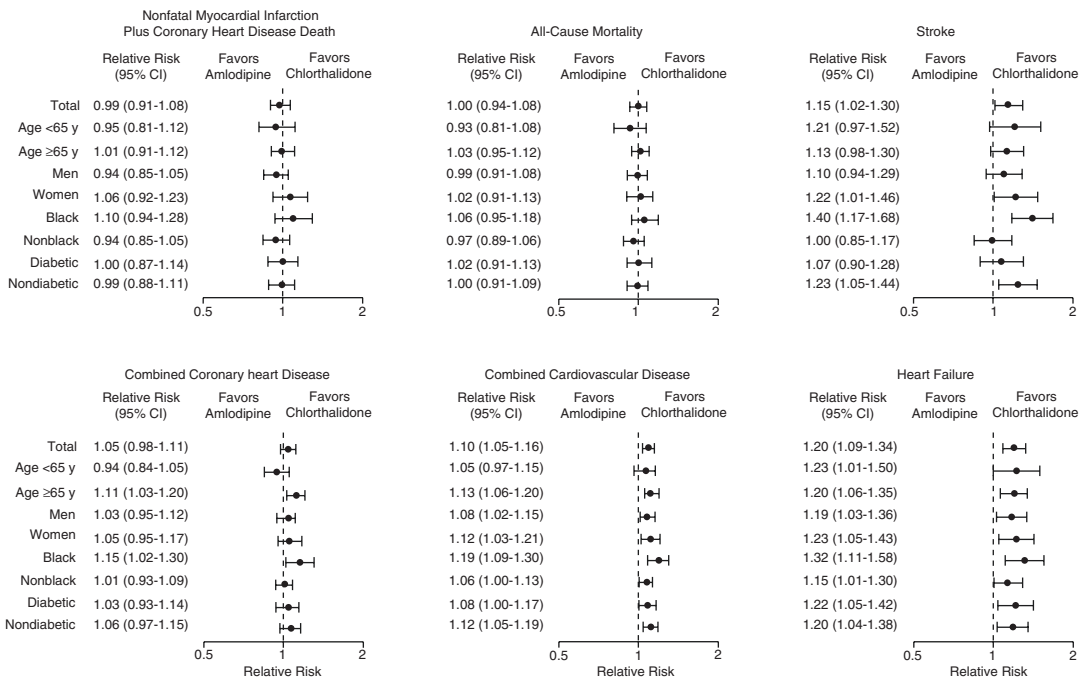 Nonfatal Myocardial Infarction
Plus Coronary Heart Disease Death
Relative Risk
(95% CI)
Favors
Amlodipine
Favors
Chlorthalidone
Total 0.99 (0.91-1.08)
Age <65 y 0.95 (0.81-1.12)
Age ≥65 y 1.01 (0.91-1.12)
Men 0.94 (0.85-1.05)
Women 1.06 (0.92-1.23)
Black 1.10 (0.94-1.28)
Nonblack 0.94 (0.85-1.05)
Diabetic 1.00 (0.87-1.14)
Nondiabetic 0.99 (0.88-1.11)
0.5 1 2
All-Cause Mortality
Relative Risk
(95% CI)
Favors
Amlodipine
Favors
Chlorthalidone
1.00 (0.94-1.08)
0.93 (0.81-1.08)
1.03 (0.95-1.12)
0.99 (0.91-1.08)
1.02 (0.91-1.13)
1.06 (0.95-1.18)
0.97 (0.89-1.06)
1.02 (0.91-1.13)
1.00 (0.91-1.09)
0.5 1 2
Stroke
Relative Risk
(95% CI)
Favors
Amlodipine
Favors
Chlorthalidone
1.15 (1.02-1.30)
1.21 (0.97-1.52)
1.13 (0.98-1.30)
1.10 (0.94-1.29)
1.22 (1.01-1.46)
1.40 (1.17-1.68)
1.00 (0.85-1.17)
1.07 (0.90-1.28)
1.23 (1.05-1.44)
0.5 1 2
Combined Coronary heart Disease
Relative Risk
(95% CI)
Favors
Amlodipine
Favors
Chlorthalidone
Total 1.05 (0.98-1.11)
Age <65 y 0.94 (0.84-1.05)
Age ≥65 y 1.11 (1.03-1.20)
Men 1.03 (0.95-1.12)
Women 1.05 (0.95-1.17)
Black 1.15 (1.02-1.30)
Nonblack 1.01 (0.93-1.09)
Diabetic 1.03 (0.93-1.14)
Nondiabetic 1.06 (0.97-1.15)
0.5 1 2
Relative Risk
Combined Cardiovascular Disease
Relative Risk
(95% CI)
Favors
Amlodipine
Favors
Chlorthalidone
1.10 (1.05-1.16)
1.05 (0.97-1.15)
1.13 (1.06-1.20)
1.08 (1.02-1.15)
1.12 (1.03-1.21)
1.19 (1.09-1.30)
1.06 (1.00-1.13)
1.08 (1.00-1.17)
1.12 (1.05-1.19)
0.5 1 2
Relative Risk
Heart Failure
Relative Risk
(95% CI)
Favors
Amlodipine
Favors
Chlorthalidone
1.20 (1.09-1.34)
1.23 (1.01-1.50)
1.20 (1.06-1.35)
1.19 (1.03-1.36)
1.23 (1.05-1.43)
1.32 (1.11-1.58)
1.15 (1.01-1.30)
1.22 (1.05-1.42)
1.20 (1.04-1.38)
0.5 1 2
Relative Risk